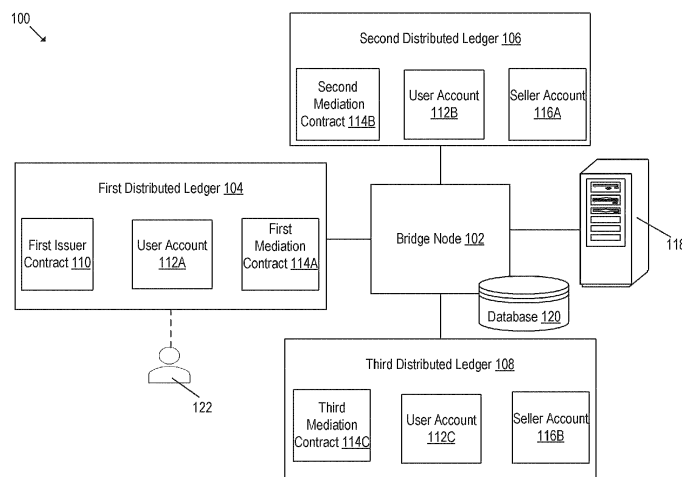 100
Second Distributed Ledger 106
Second
Mediation
Contract 114B
User Account
112B
Seller Account
116A
First Distributed Ledger 104
First Issuer
Contract 110
User Account
112A
First
Mediation
Contract 114A
Bridge Node 102
118
Database 120
122
Third Distributed Ledger 108
Third
Mediation
Contract 114C
User Account
112C
Seller Account
116B